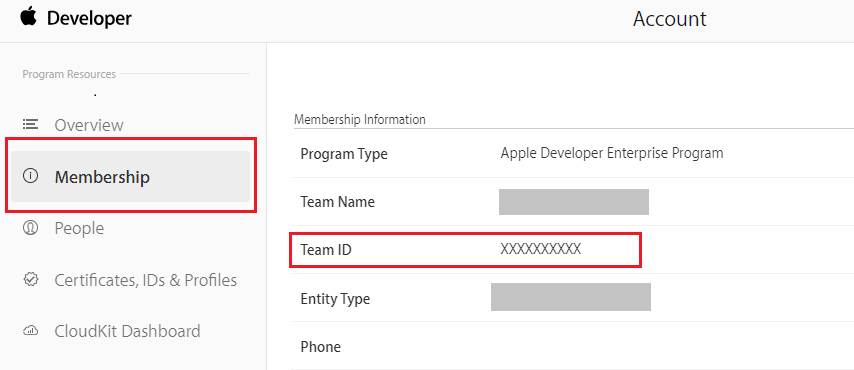 Developer
Account
Program Resources
Overview
Membership
People
Certificates, IDs & Profiles
CloudKit Dashboard
Membership Information
Program Type Apple Developer Enterprise Program
Team Name
Team ID XXXXXXXXXX
Entity Type
Phone